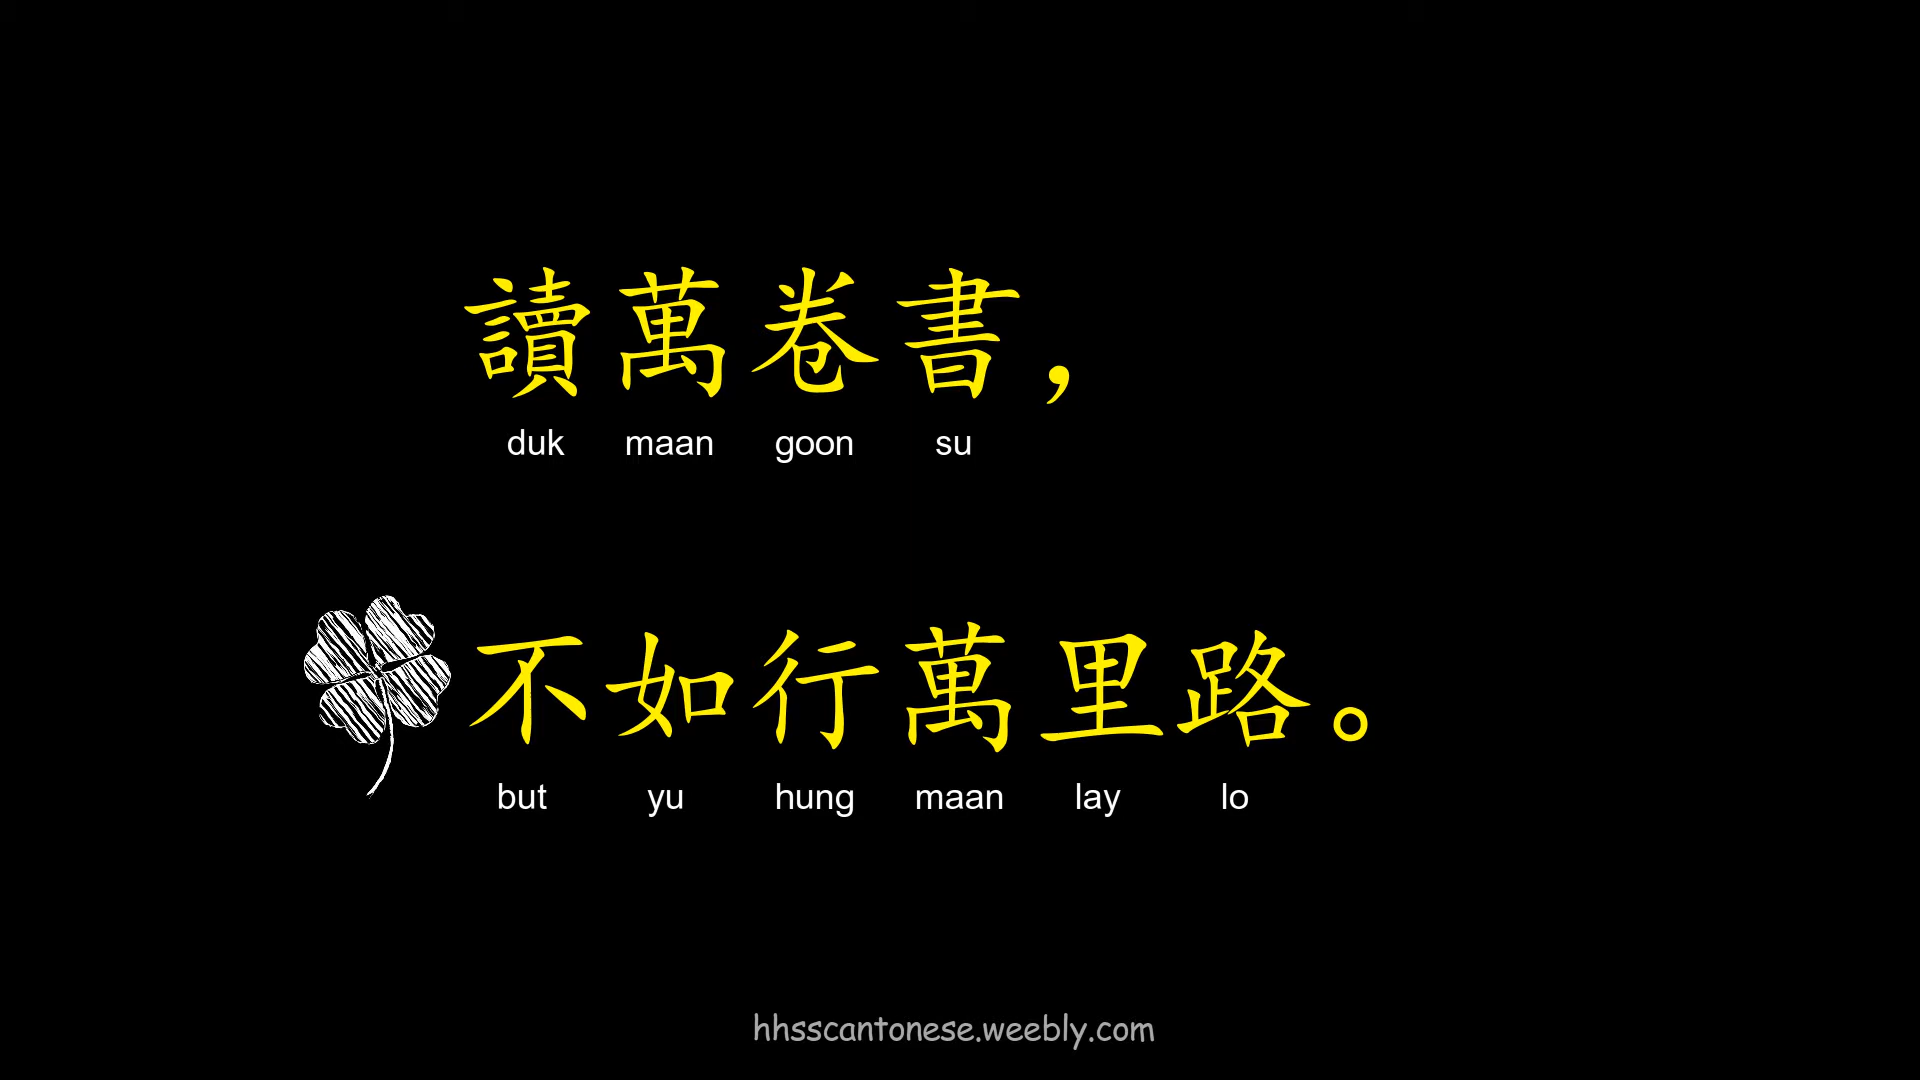 讀萬卷書，
duk maan goon su
不如行萬里路。
but yu hung maan lay lo
hhsscantonese.weebly.com